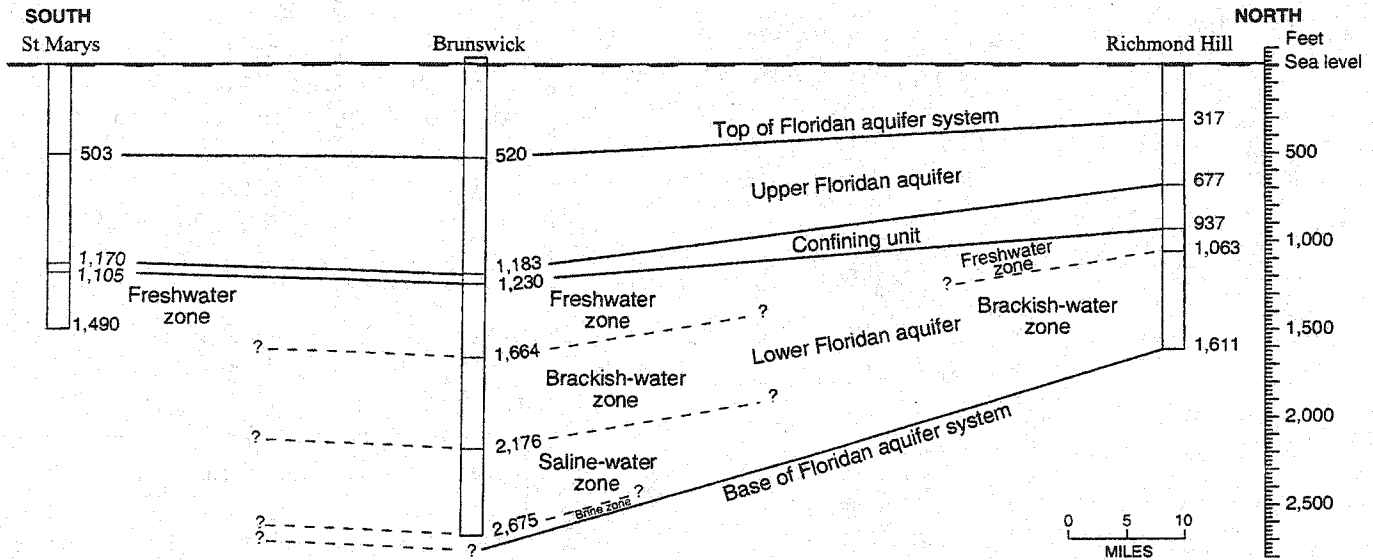 SOUTH
NORTH
St Marys
Brunswick
Richmond Hill
Feet
Sea level
Top of Floridan aquifer system
317
503
520
500
Upper Floridan aquifer
677
Confining unit
937
1,000
1,170
1,183
Freshwater
zone
1,063
1,105
1,230
?
Freshwater
zone
Freshwater
zone
Brackish-water
zone
?
1,490
1,500
Lower Floridan aquifer
?
1,664
1,611
Brackish-water
zone
?
2,000
?
2,176
Base of Floridan aquifer system
Saline-water
zone
?
2,500
Brine zone
?
2,675
?
?
0 5 10
MILES